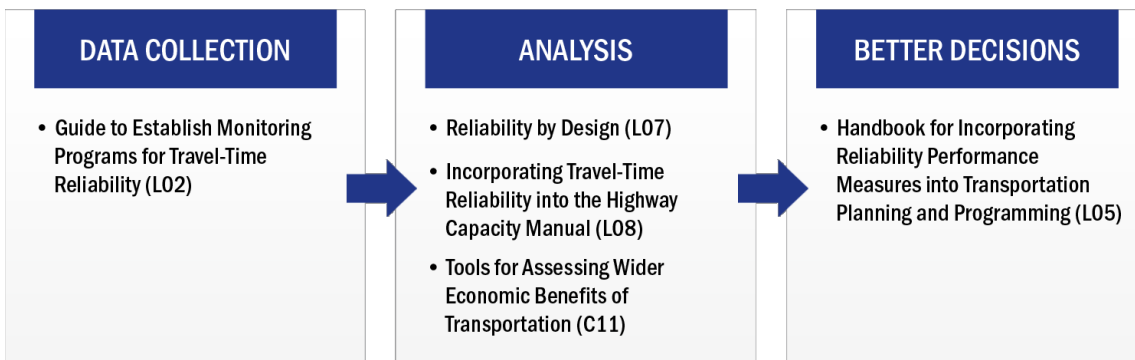 DATA COLLECTION
• Guide to Establish Monitoring
Programs for Travel-Time
Reliability (L02)
ANALYSIS
• Reliability by Design (L07)
• Incorporating Travel-Time
Reliability into the Highway
Capacity Manual (L08)
• Tools for Assessing Wider
Economic Benefits of
Transportation (C11)
BETTER DECISIONS
• Handbook for Incorporating
Reliability Performance
Measures into Transportation
Planning and Programming (L05)